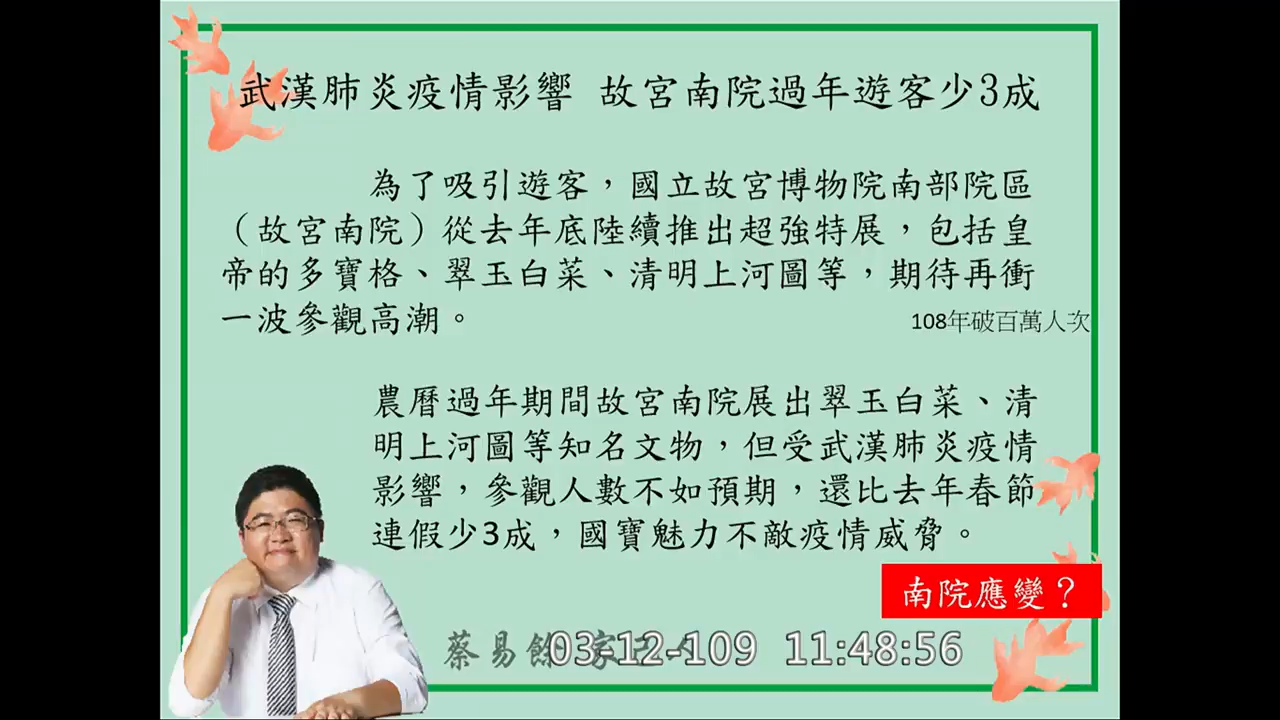 武漢肺炎疫情影響 故宮南院過年遊客少3成
為了吸引遊客，國立故宮博物院南部院區
（故宮南院）從去年底陸續推出超強特展，包括皇
帝的多寶格、翠玉白菜、清明上河圖等，期待再衝
一波參觀高潮。
108年破百萬人次
農曆過年期間故宮南院展出翠玉白菜、清
明上河圖等知名文物，但受武漢肺炎疫情
影響，參觀人數不如預期，還比去年春節
連假少3成，國寶魅力不敵疫情威脅。
南院應變？
蔡易餘
03-12-109 11:48:56